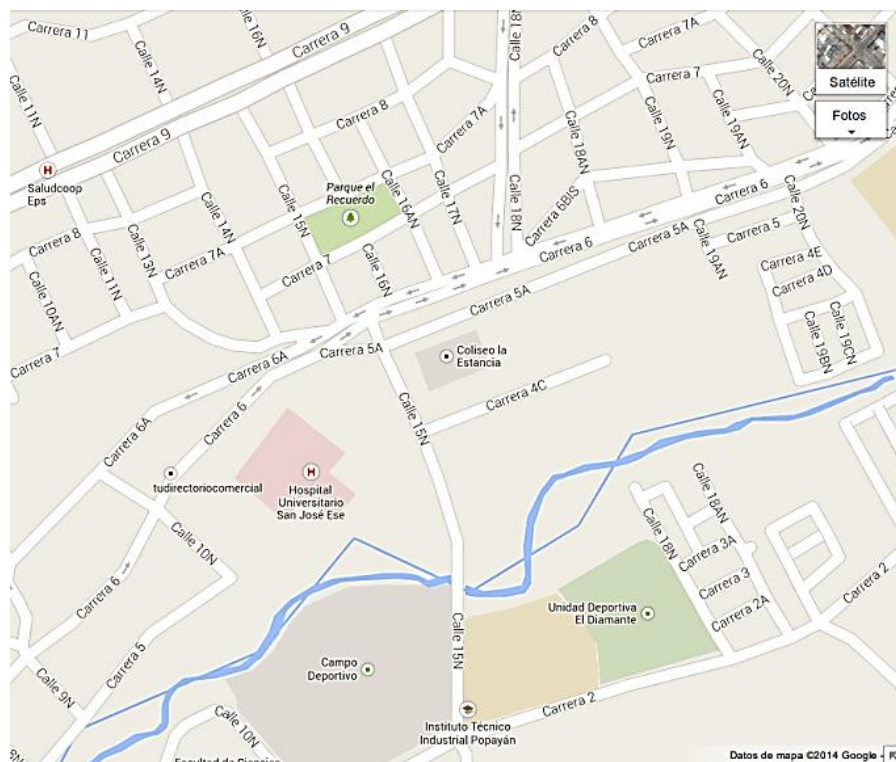 Carrera 11
Calle 14N
Calle 16N
Carrera 9
Calle 18N
Carrera 8
Carrera 7A
Calle 20N
Satélite
Fotos
Calle 11N
Carrera 9
Carrera 8
Carrera 7A
Calle 18AN
Calle 19N
Carrera 7
Calle 19AN
Saludcoop
Eps
Parque el
Recuerdo
Calle 15N
Calle 16AN
Calle 17N
Calle 18N
Carrera 6BIS
Carrera 6
Calle 20N
Carrera 8
Calle 13N
Calle 14N
Carrera 7A
Carrera 7
Calle 16N
Carrera 6
Carrera 5A
Carrera 5
Calle 19AN
Carrera 4E
Carrera 4D
Calle 10AN
Calle 11N
Carrera 5A
Calle 19BN
Calle 19CN
Carrera 7
Carrera 6A
Carrera 5A
Coliseo la
Estancia
Carrera 4C
Calle 15N
Carrera 6A
Carrera 6
tudirectoriocomercial
Hospital
Universitario
San José Ese
Calle 10N
Calle 18AN
Calle 18N
Carrera 3A
Carrera 3
Carrera 2A
Carrera 2
Carrera 6
Unidad Deportiva
El Diamante
Calle 15N
Carrera 5
Campo
Deportivo
Calle 9N
Calle 10N
Carrera 2
Instituto Técnico
Industrial Popayán
Facultad de Ciencias
Datos de mapa ©2014 Google -